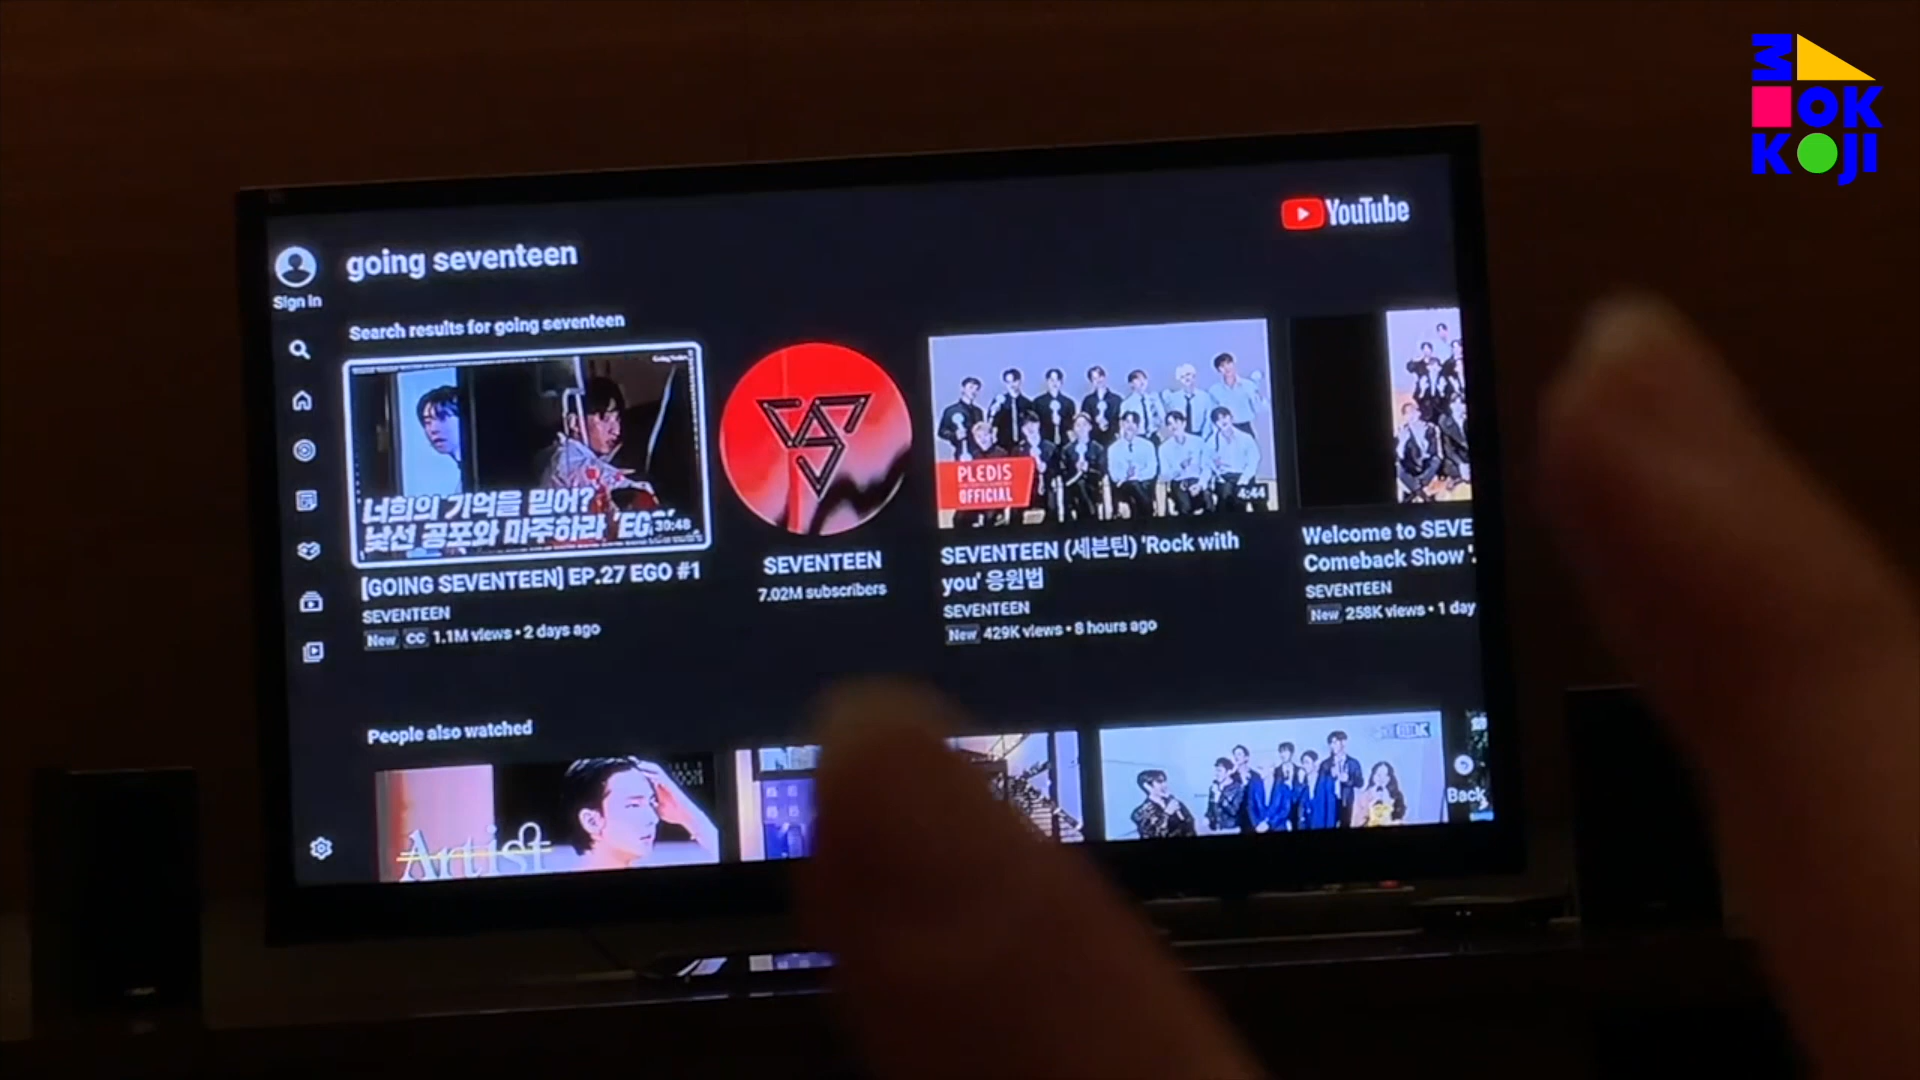 M
OK
KOJI
YouTube
going seventeen
Sign in
Search results for going seventeen
너희의 기억을 믿어?
낯선 공포와 마주하라 'EGO'
30:48
[GOING SEVENTEEN] EP.27 EGO #1
SEVENTEEN
New CC 1.1M views • 2 days ago
SEVENTEEN
7.02M subscribers
PLEDIS
OFFICIAL
4:44
SEVENTEEN (세븐틴) 'Rock with
you' 응원법
SEVENTEEN
New 429K views • 8 hours ago
Welcome to SEVE
Comeback Show '.
SEVENTEEN
New 258K views • 1 day
People also watched
Artist
Back